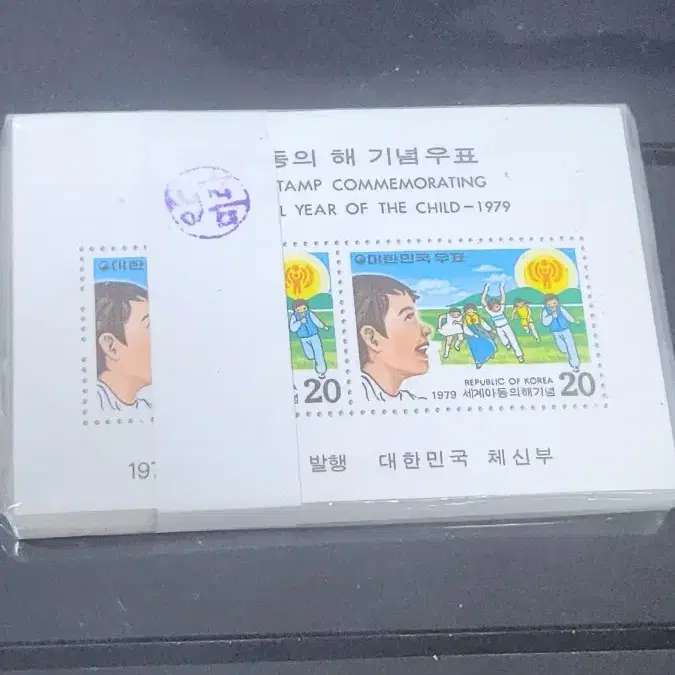 동의 해 기념우표
TAMP COMMEMORATING
L YEAR OF THE CHILD—1979
대한
대한민국 우표
20
REPUBLIC OF KOREA
1979 세계아동의해기념 20
197 발행 대한민국 체신부